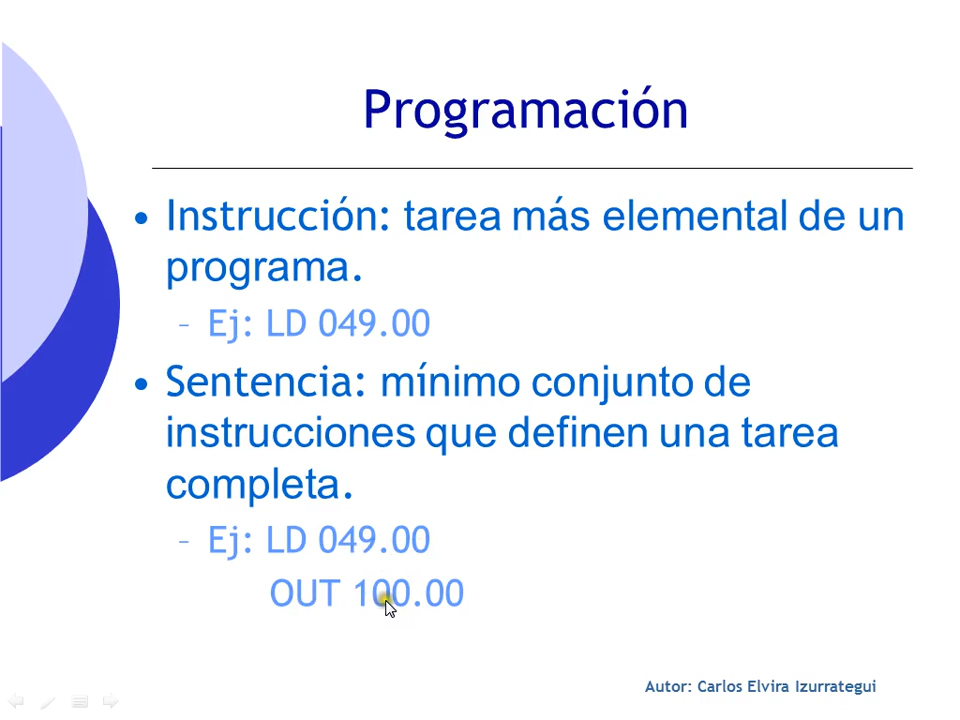 Programación
• Instrucción: tarea más elemental de un
programa.
– Ej: LD 049.00
• Sentencia: mínimo conjunto de
instrucciones que definen una tarea
completa.
– Ej: LD 049.00
OUT 100.00
Autor: Carlos Elvira Izurrategui